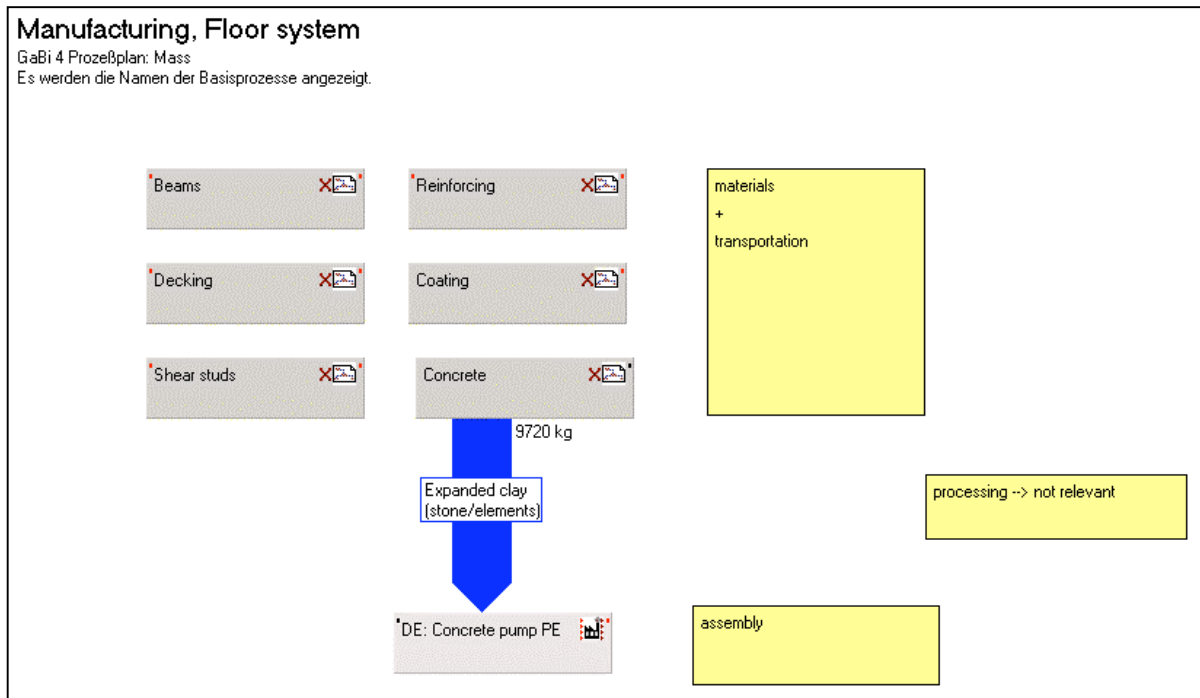 Manufacturing, Floor system
GaBi 4 Prozeßplan: Mass
Es werden die Namen der Basisprozesse angezeigt.
Beams
Reinforcing
materials
+
transportation
Decking
Coating
Shear studs
Concrete
9720 kg
Expanded clay
(stone/elements)
processing --> not relevant
DE: Concrete pump PE
assembly